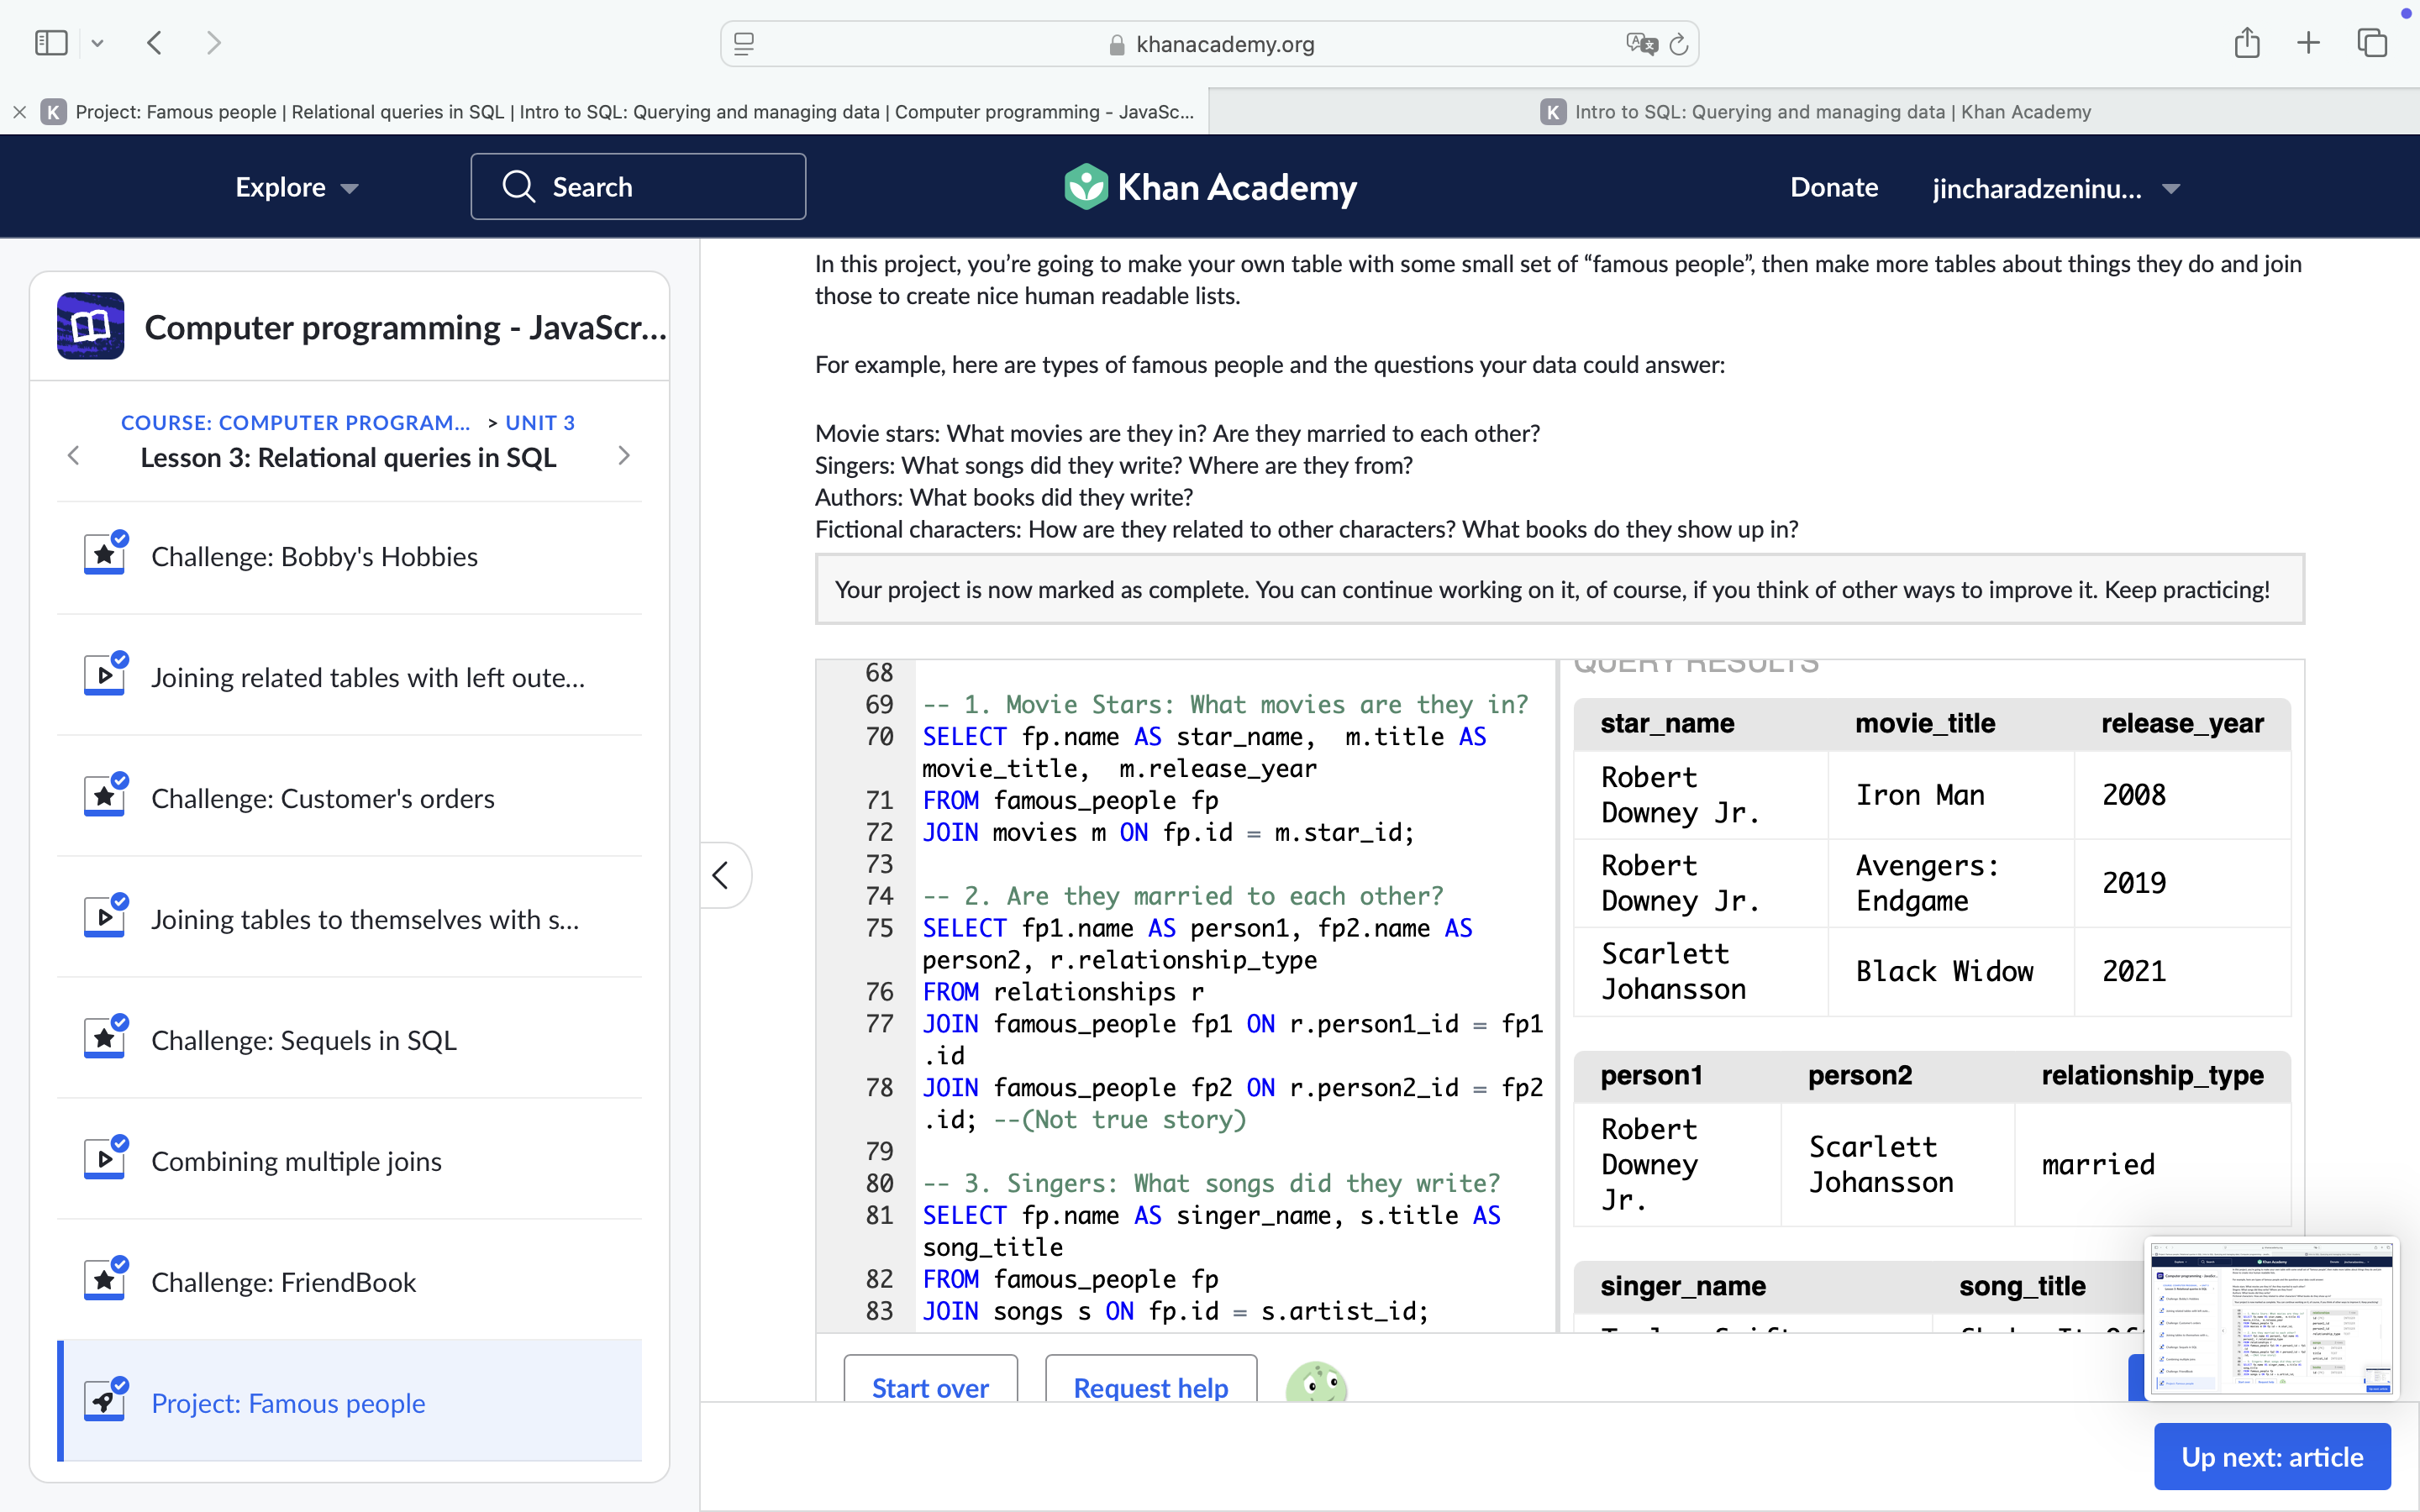 khanacademy.org
Project: Famous people | Relational queries in SQL | Intro to SQL: Querying and managing data | Computer programming - JavaSc...
Intro to SQL: Querying and managing data | Khan Academy
Explore
Search
Khan Academy
Donate
jincharadzeninu...
Computer programming - JavaScr...
COURSE: COMPUTER PROGRAM... > UNIT 3
Lesson 3: Relational queries in SQL
Challenge: Bobby's Hobbies
Joining related tables with left oute...
Challenge: Customer's orders
Joining tables to themselves with s...
Challenge: Sequels in SQL
Combining multiple joins
Challenge: FriendBook
Project: Famous people
In this project, you’re going to make your own table with some small set of “famous people”, then make more tables about things they do and join
those to create nice human readable lists.
For example, here are types of famous people and the questions your data could answer:
Movie stars: What movies are they in? Are they married to each other?
Singers: What songs did they write? Where are they from?
Authors: What books did they write?
Fictional characters: How are they related to other characters? What books do they show up in?
Your project is now marked as complete. You can continue working on it, of course, if you think of other ways to improve it. Keep practicing!
68
69 -- 1. Movie Stars: What movies are they in?
70 SELECT fp.name AS star_name,  m.title AS
movie_title,  m.release_year
71 FROM famous_people fp
72 JOIN movies m ON fp.id = m.star_id;
73
74 -- 2. Are they married to each other?
75 SELECT fp1.name AS person1, fp2.name AS
person2, r.relationship_type
76 FROM relationships r
77 JOIN famous_people fp1 ON r.person1_id = fp1
.id
78 JOIN famous_people fp2 ON r.person2_id = fp2
.id; --(Not true story)
79
80 -- 3. Singers: What songs did they write?
81 SELECT fp.name AS singer_name, s.title AS
song_title
82 FROM famous_people fp
83 JOIN songs s ON fp.id = s.artist_id;
QUERY RESULTS
star_name movie_title release_year
Robert
Downey Jr.
Iron Man
2008
Robert
Downey Jr.
Avengers:
Endgame
2019
Scarlett
Johansson
Black Widow
2021
person1 person2 relationship_type
Robert
Downey
Jr.
Scarlett
Johansson
married
singer_name song_title
Start over
Request help
Up next: article